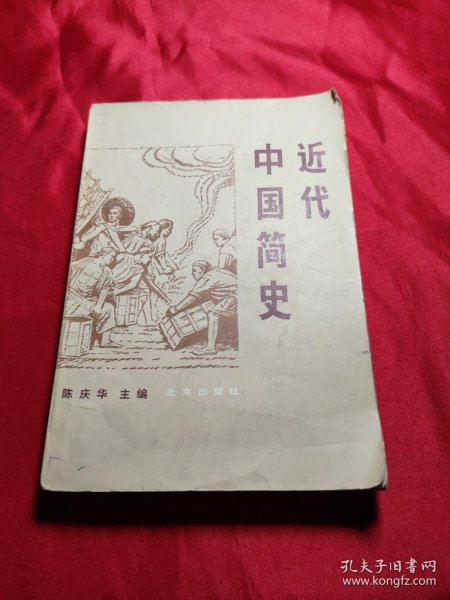 近代
中国简史
陈庆华 主编 北京出版社
孔夫子旧书网
www.kongfz.com